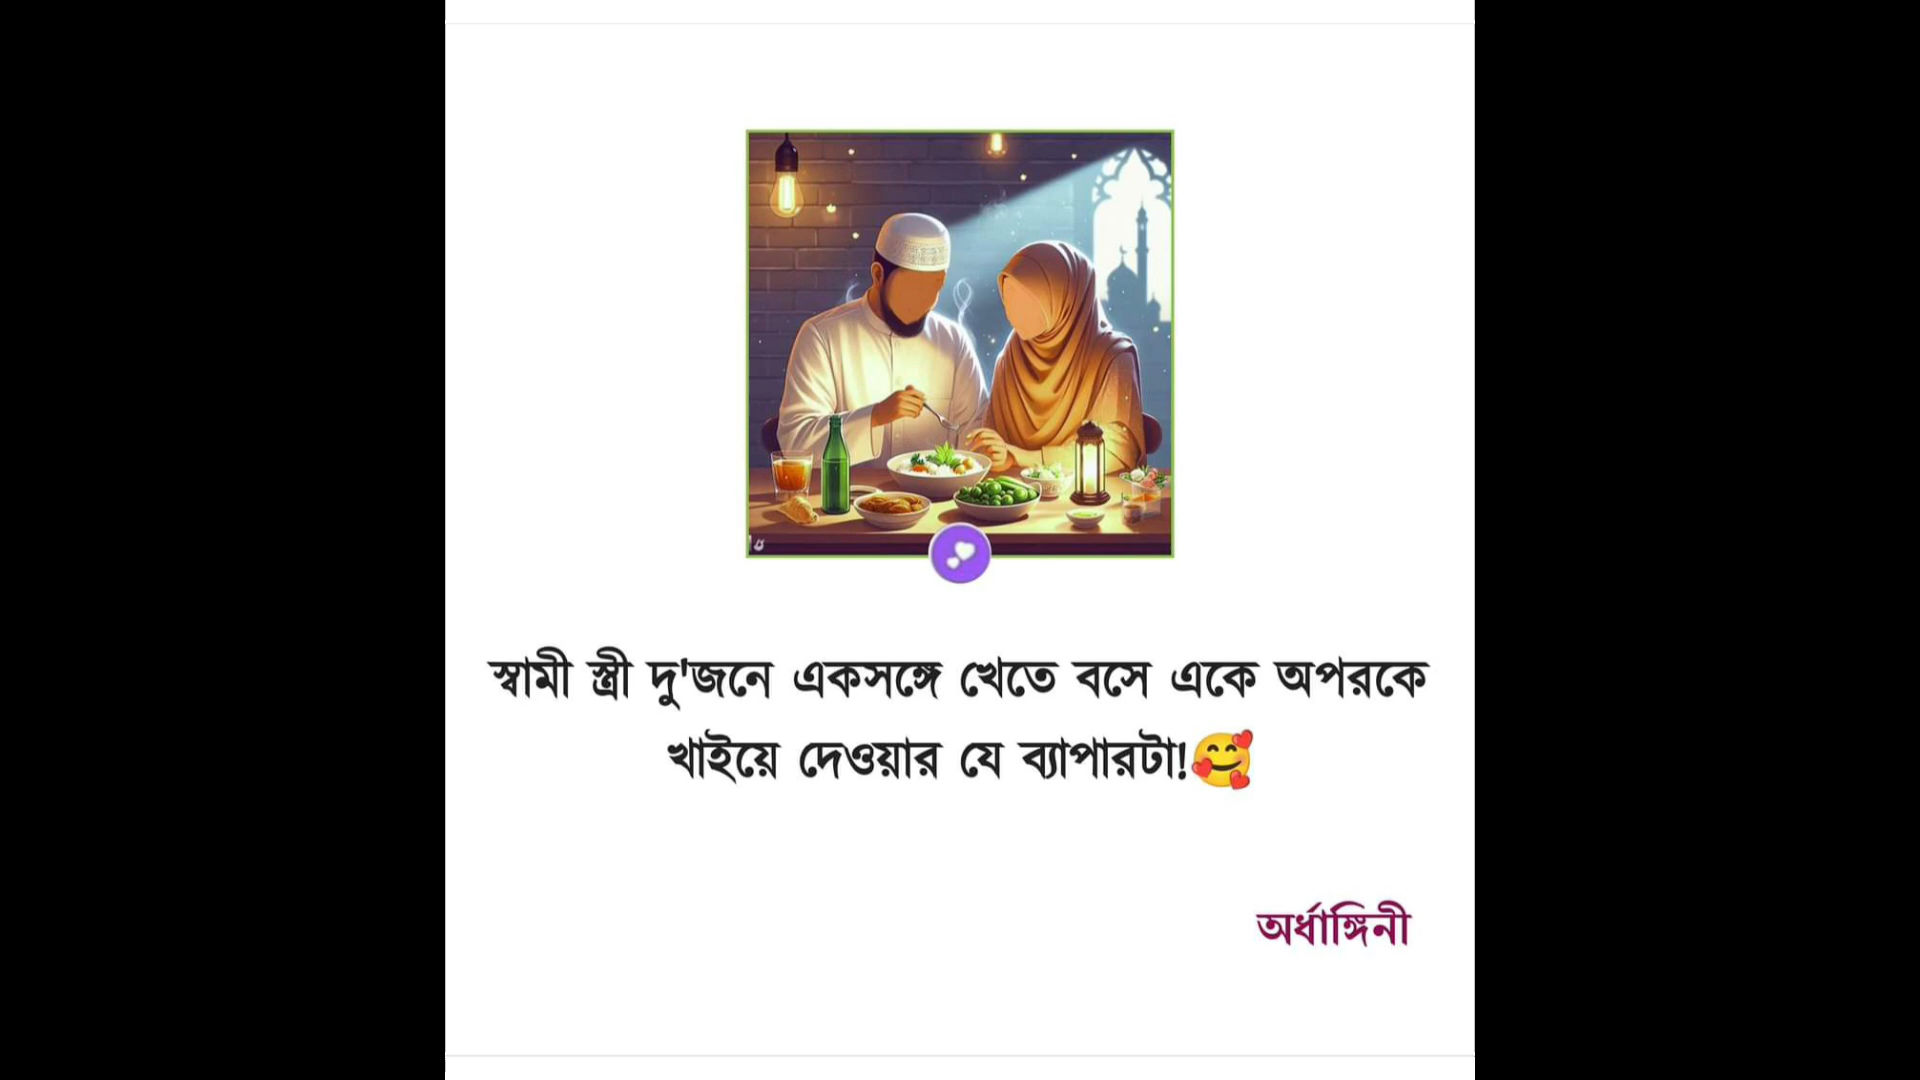 স্বামী স্ত্রী দু'জনে একসঙ্গে খেতে বসে একে অপরকে
খাইয়ে দেওয়ার যে ব্যাপারটা!🥰
অর্ধাঙ্গিনী